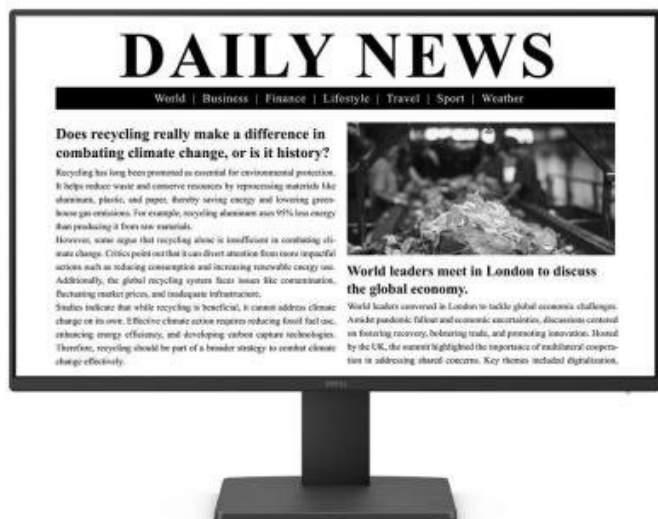 DAILY NEWS
World | Business | Finance | Lifestyle | Travel | Sport | Weather
Does recycling really make a difference in
combating climate change, or is it history?
Recycling has long been promoted as essential for environmental protection.
It helps reduce waste and conserve resources by reprocessing materials like
aluminum, plastic, and paper, thereby saving energy and lowering green-
house gas emissions. For example, recycling aluminum uses 95% less energy
than producing it from raw materials.
However, some argue that recycling alone is insufficient in combating cli-
mate change. Critics point out that it can divert attention from more impactful
actions such as reducing consumption and increasing renewable energy use.
Additionally, the global recycling system faces issues like contamination,
fluctuating market prices, and inadequate infrastructure.
Studies indicate that while recycling is beneficial, it cannot address climate
change on its own. Effective climate action requires reducing fossil fuel use,
enhancing energy efficiency, and developing carbon capture technologies.
Therefore, recycling should be part of a broader strategy to combat climate
change effectively.
World leaders meet in London to discuss
the global economy.
World leaders convened in London to tackle global economic challenges.
Amidst pandemic fallout and economic uncertainties, discussions centered
on fostering recovery, bolstering trade, and promoting innovation. Hosted
by the UK, the summit highlighted the importance of multilateral coopera-
tion in addressing shared concerns. Key themes included digitalization,